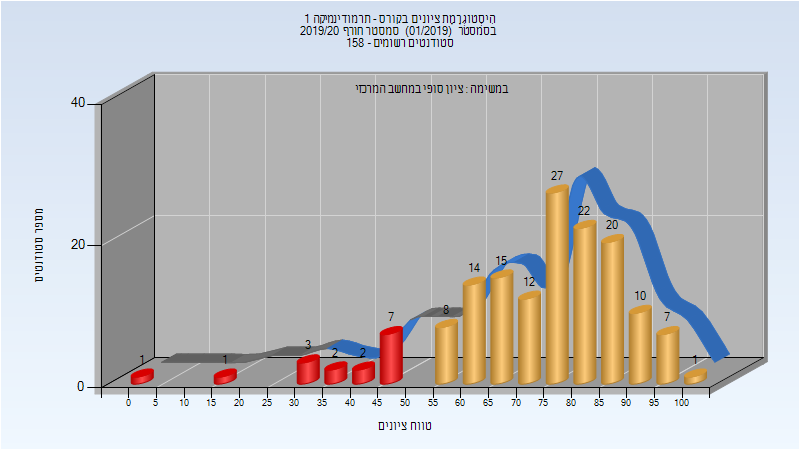 היסטוגרמת ציונים בקורס - תרמודינמיקה 1
בסמסטר (01/2019) סמסטר חורף 2019/20
סטודנטים רשומים - 158
במשימה : ציון סופי במחשב המרכזי
מספר סטודנטים
40
20
0
1
1
3
2
2
7
8
14
15
12
27
22
20
10
7
1
0 5 10 15 20 25 30 35 40 45 50 55 60 65 70 75 80 85 90 95 100
טווח ציונים